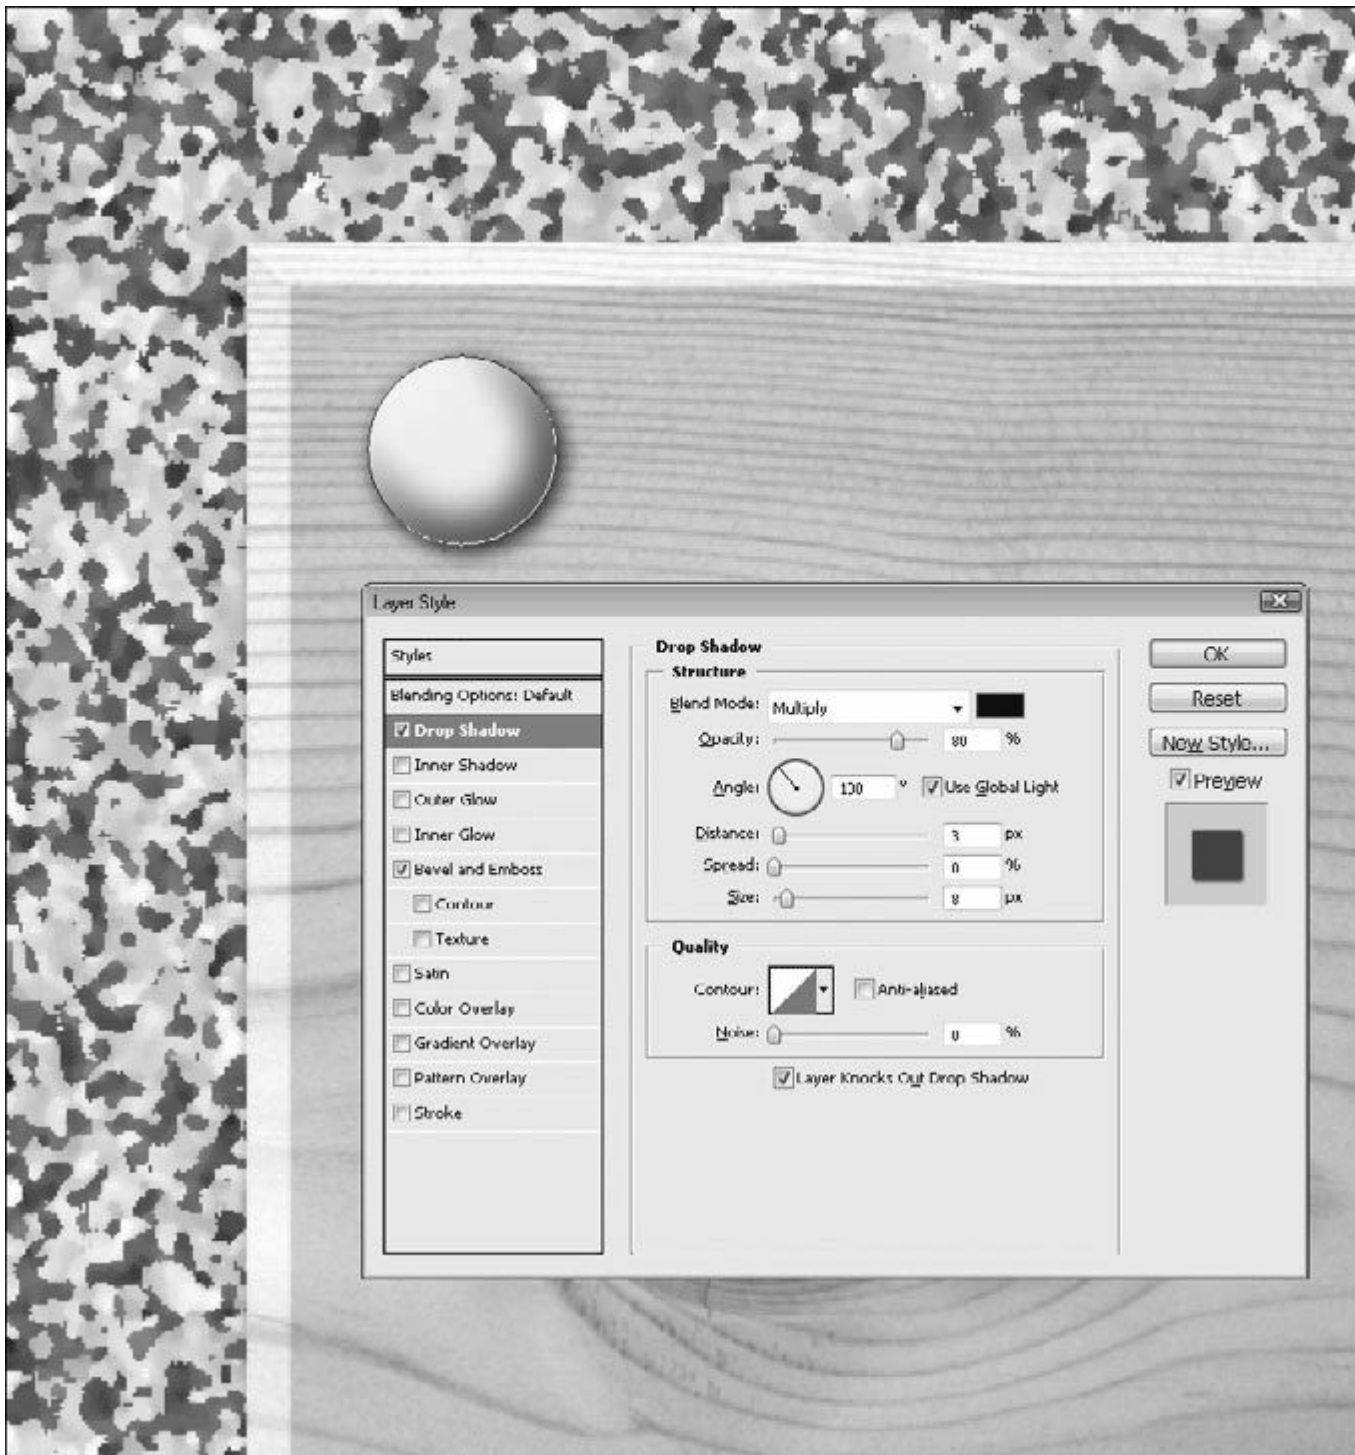 Layer Style
Styles
Blending Options: Default
Drop Shadow
Inner Shadow
Outer Glow
Inner Glow
Bevel and Emboss
Contour
Texture
Satin
Color Overlay
Gradient Overlay
Pattern Overlay
Stroke
Drop Shadow
Structure
Blend Mode: Multiply
Opacity: 80 %
Angle: 130 ° Use Global Light
Distance: 3 px
Spread: 0 %
Size: 8 px
Quality
Contour: Anti-aliased
Noise: 0 %
Layer Knocks Out Drop Shadow
OK
Reset
New Style...
Preview